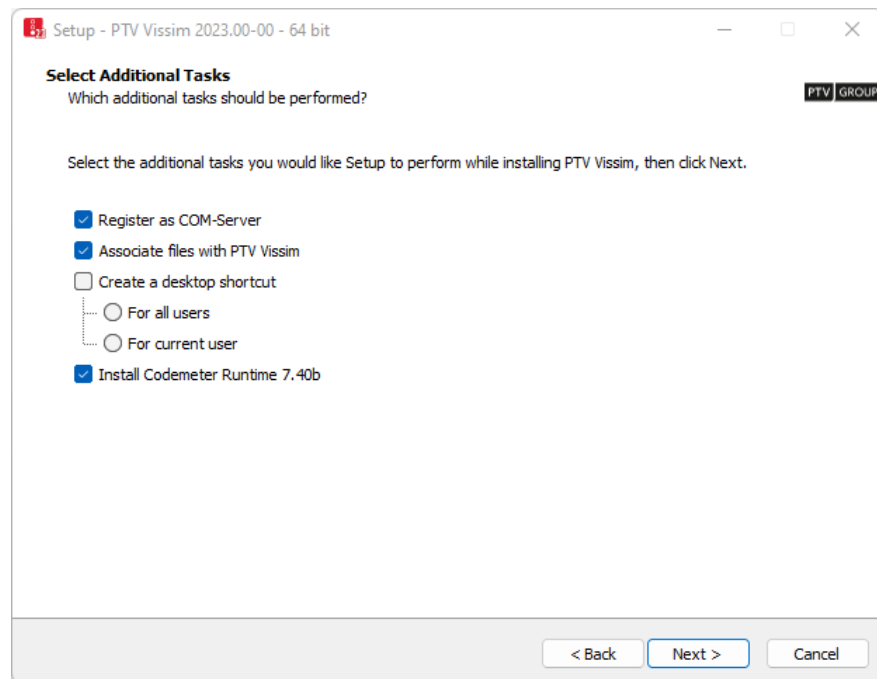 Setup - PTV Vissim 2023.00-00 - 64 bit
Select Additional Tasks
Which additional tasks should be performed?
PTV GROUP
Select the additional tasks you would like Setup to perform while installing PTV Vissim, then click Next.
Register as COM-Server
Associate files with PTV Vissim
Create a desktop shortcut
For all users
For current user
Install Codemeter Runtime 7.40b
< Back Next > Cancel